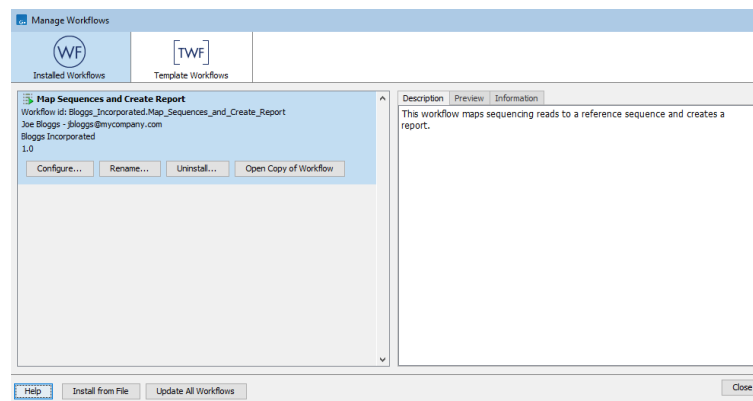 G. Manage Workflows
WF
TWF
Installed Workflows
Template Workflows
Map Sequences and Create Report
Workflow id: Bloggs_Incorporated.Map_Sequences_and_Create_Report
Joe Bloggs - jbloggs@mycompany.com
Bloggs Incorporated
1.0
Configure... Rename... Uninstall... Open Copy of Workflow
Description Preview Information
This workflow maps sequencing reads to a reference sequence and creates a
report.
Help Install from File Update All Workflows Close